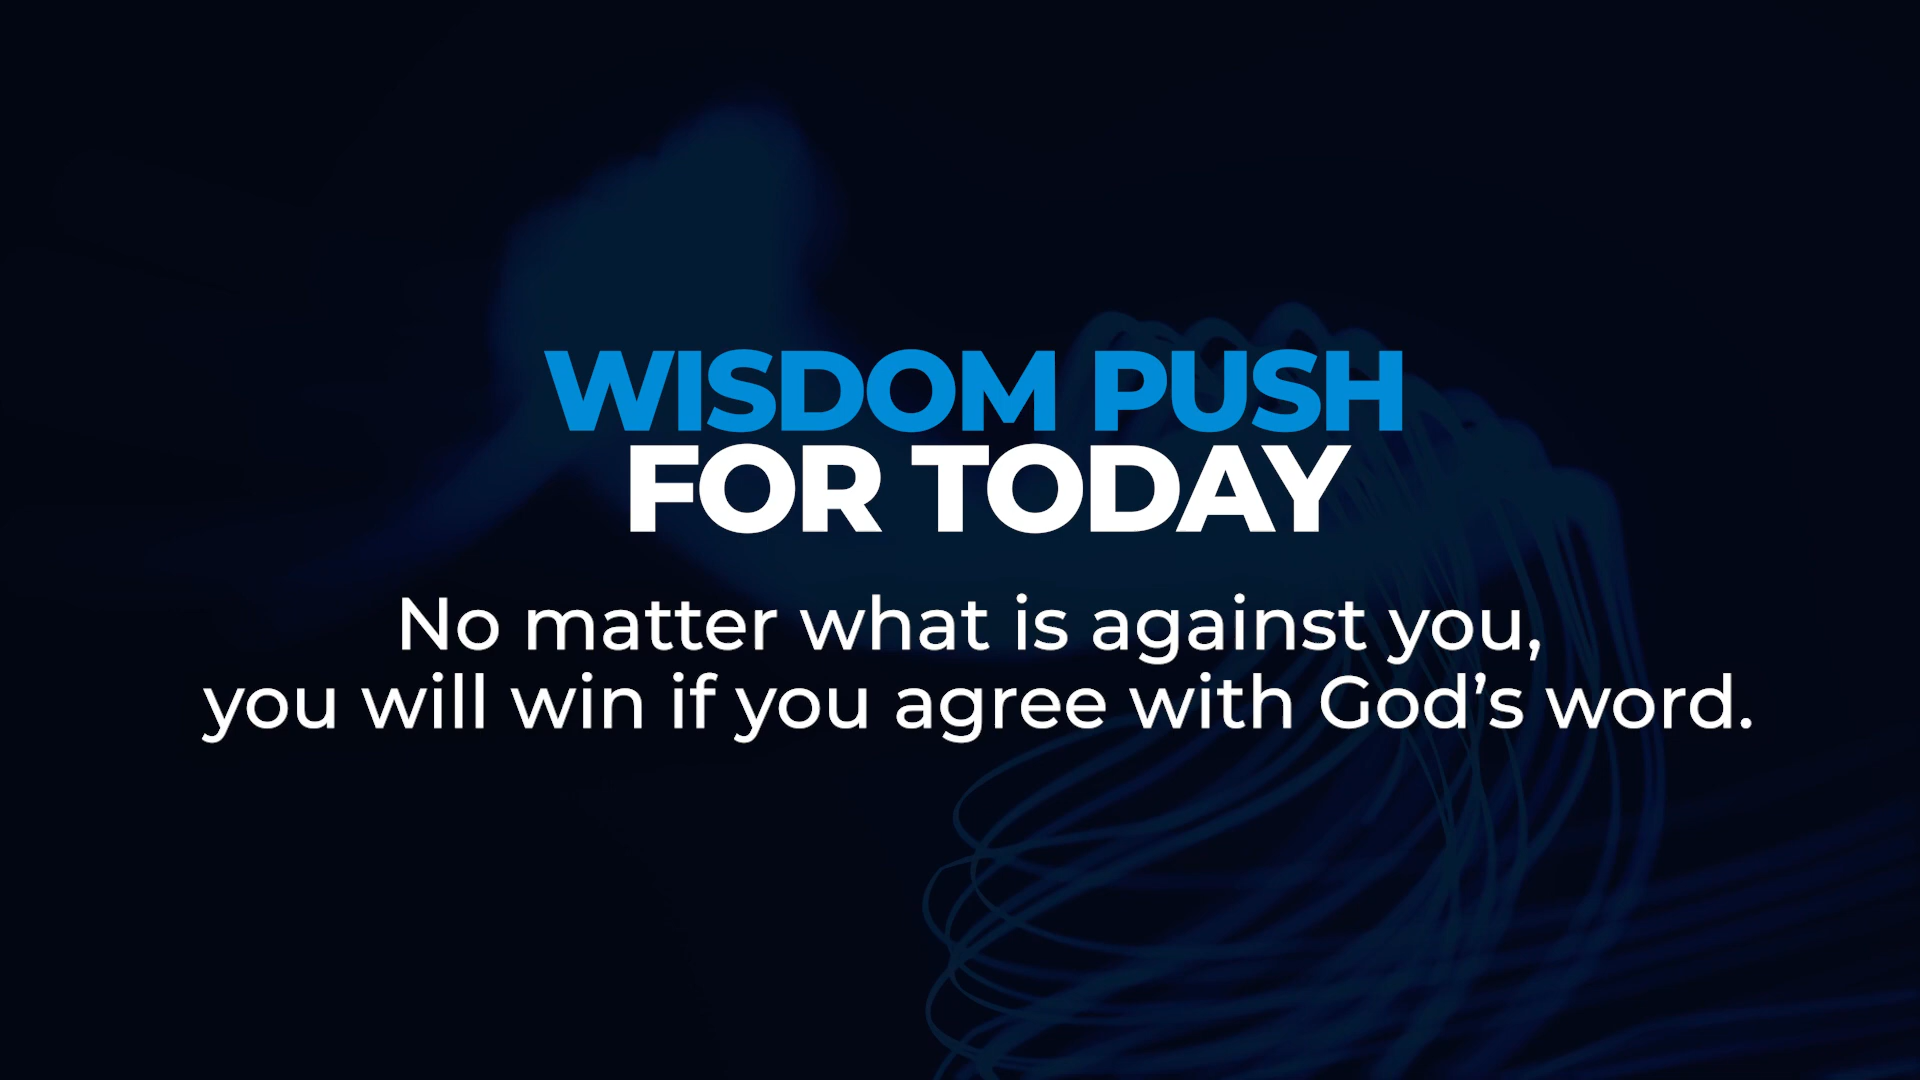 WISDOM PUSH
FOR TODAY
No matter what is against you,
you will win if you agree with God’s word.